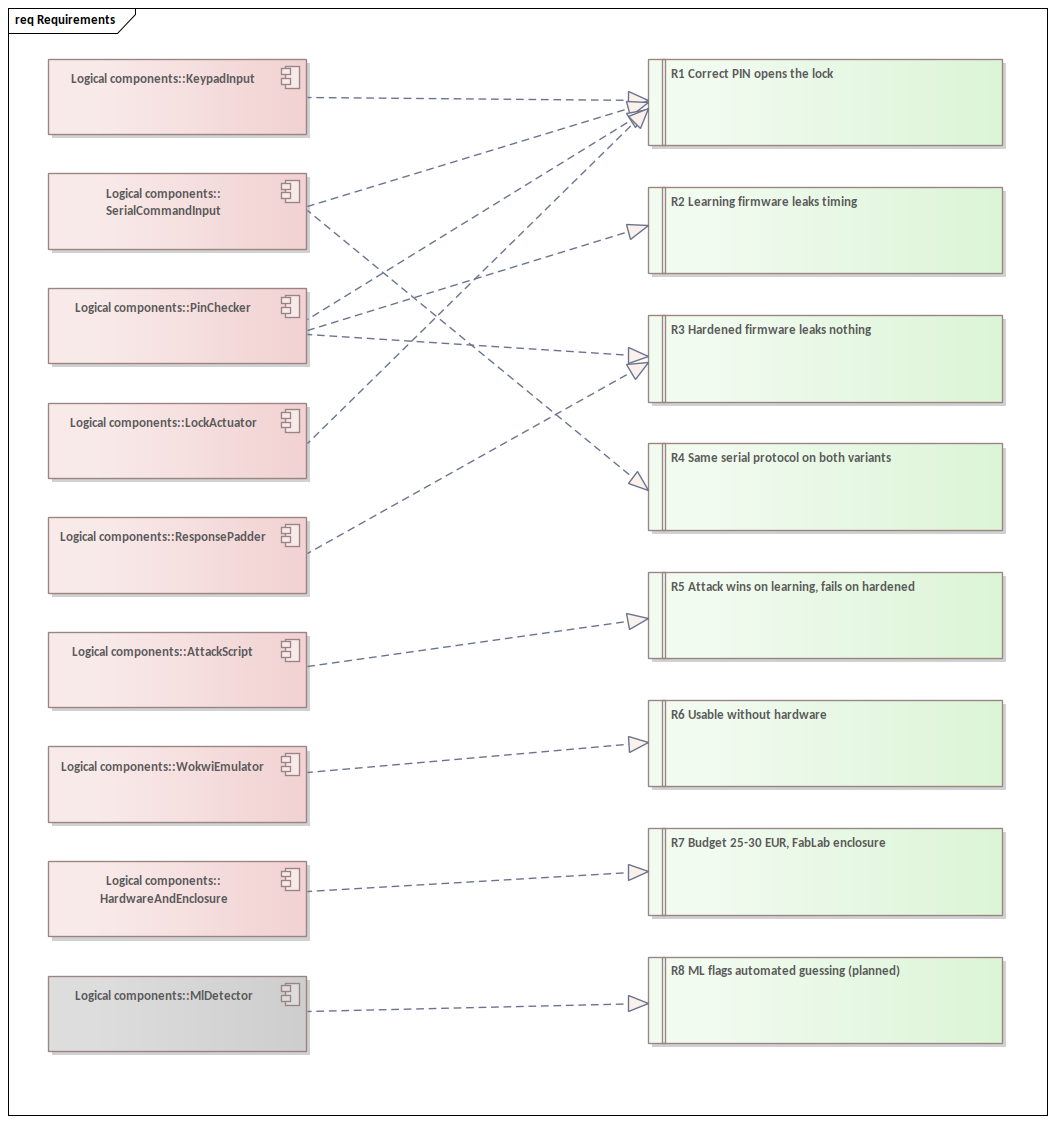 req Requirements
Logical components::KeypadInput
R1 Correct PIN opens the lock
Logical components::
SerialCommandInput
R2 Learning firmware leaks timing
Logical components::PinChecker
R3 Hardened firmware leaks nothing
Logical components::LockActuator
R4 Same serial protocol on both variants
Logical components::ResponsePadder
R5 Attack wins on learning, fails on hardened
Logical components::AttackScript
R6 Usable without hardware
Logical components::WokwiEmulator
R7 Budget 25-30 EUR, FabLab enclosure
Logical components::
HardwareAndEnclosure
R8 ML flags automated guessing (planned)
Logical components::MlDetector